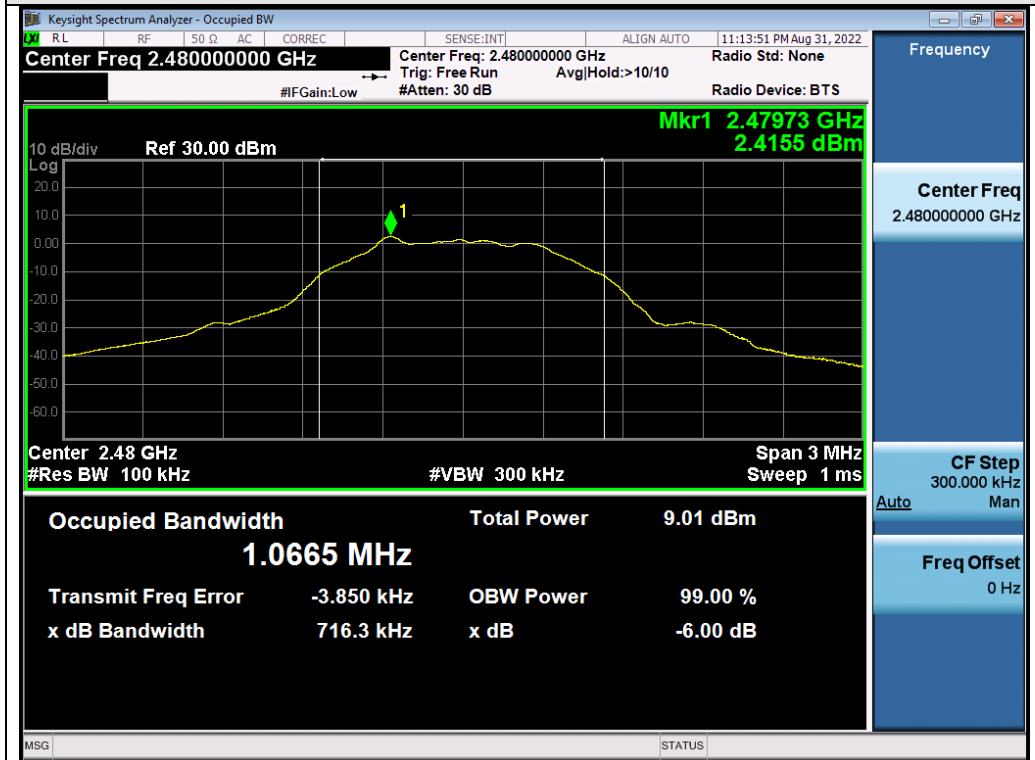 Keysight Spectrum Analyzer - Occupied BW
LXI RL RF 50 Ω AC CORREC SENSE:INT ALIGN AUTO 11:13:51 PM Aug 31, 2022
Center Freq 2.480000000 GHz
Center Freq: 2.480000000 GHz Radio Std: None
Trig: Free Run Avg|Hold:>10/10
#IFGain:Low #Atten: 30 dB Radio Device: BTS
Mkr1 2.47973 GHz
2.4155 dBm
10 dB/div Ref 30.00 dBm
Log
20.0
10.0
1
0.00
-10.0
-20.0
-30.0
-40.0
-50.0
-60.0
Center 2.48 GHz Span 3 MHz
#Res BW 100 kHz #VBW 300 kHz Sweep 1 ms
Occupied Bandwidth Total Power 9.01 dBm
1.0665 MHz
Transmit Freq Error -3.850 kHz OBW Power 99.00 %
x dB Bandwidth 716.3 kHz x dB -6.00 dB
Frequency
Center Freq
2.480000000 GHz
CF Step
300.000 kHz
Auto Man
Freq Offset
0 Hz
MSG STATUS